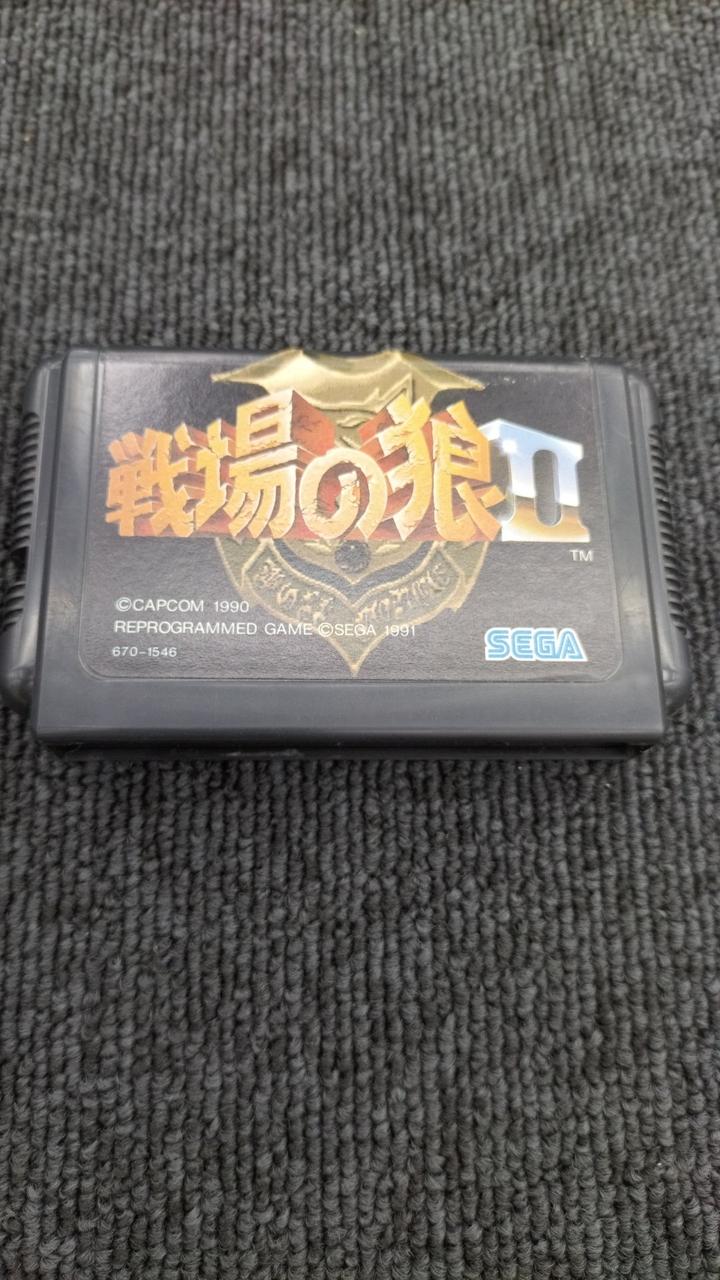 戦場の狼II
TM
©CAPCOM 1990
REPROGRAMMED GAME ©SEGA 1991
670-1546
SEGA